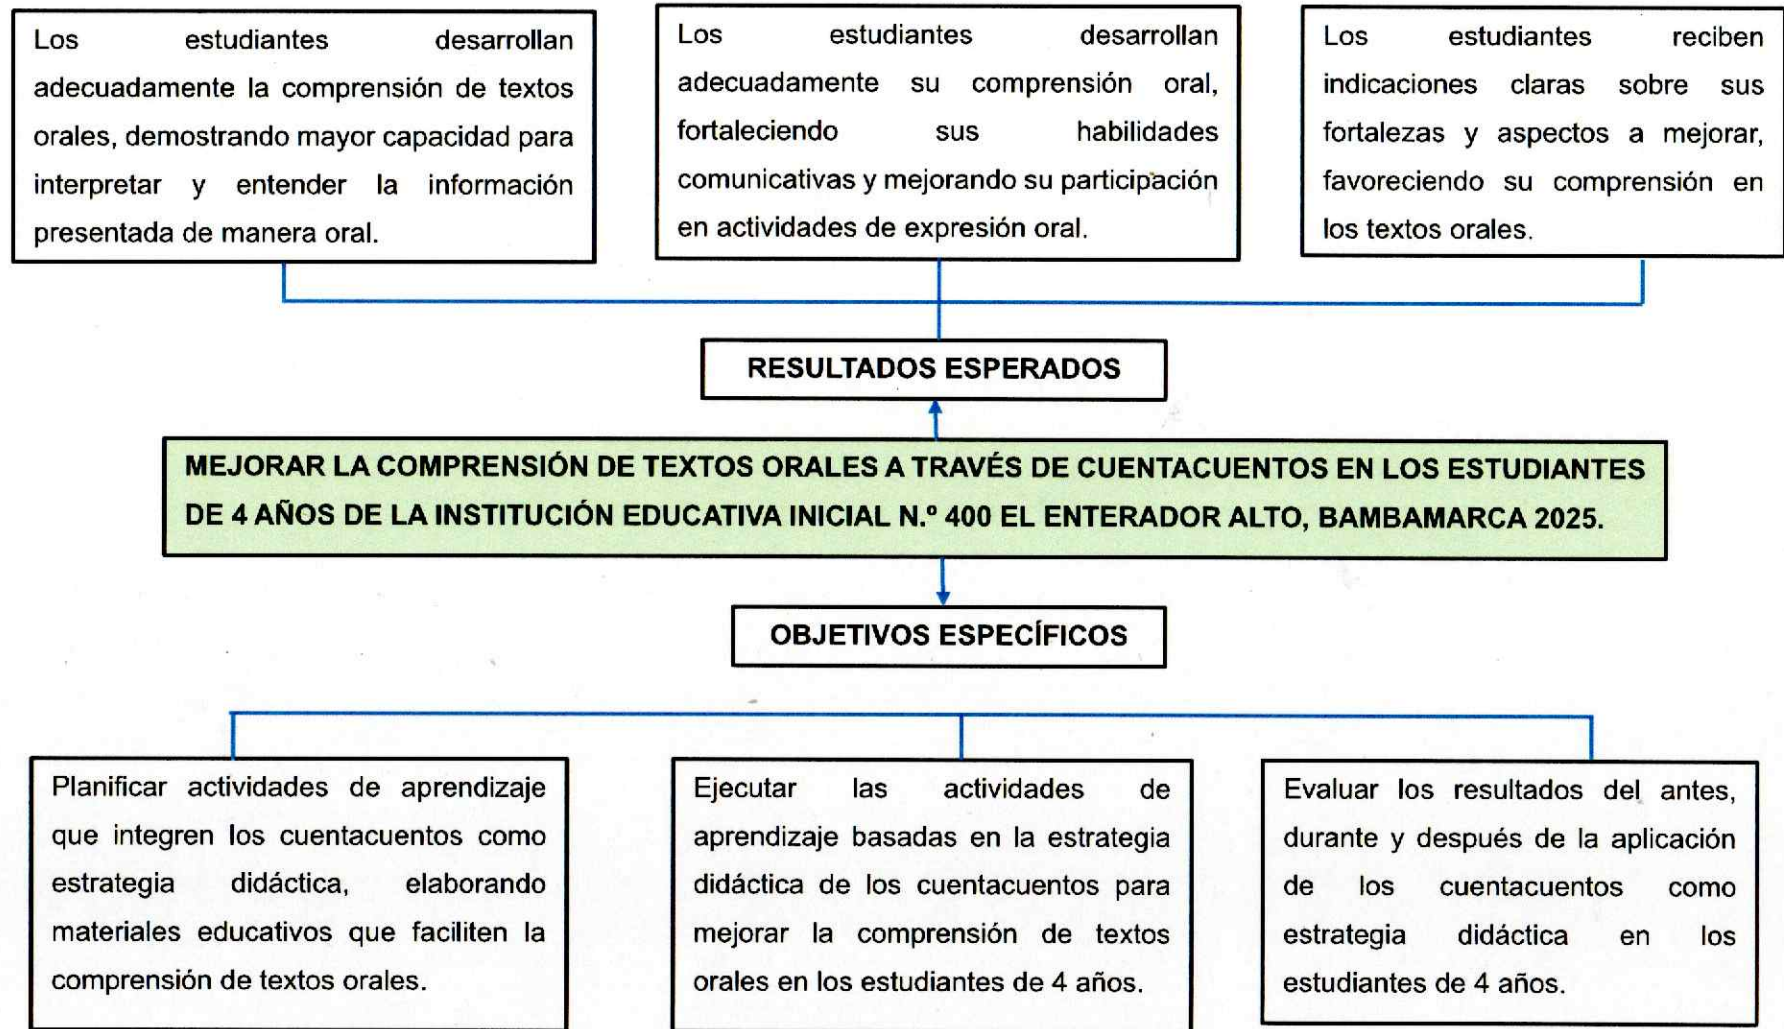 Los estudiantes desarrollan
adecuadamente la comprensión de textos
orales, demostrando mayor capacidad para
interpretar y entender la información
presentada de manera oral.
Los estudiantes desarrollan
adecuadamente su comprensión oral,
fortaleciendo sus habilidades
comunicativas y mejorando su participación
en actividades de expresión oral.
Los estudiantes reciben
indicaciones claras sobre sus
fortalezas y aspectos a mejorar,
favoreciendo su comprensión en
los textos orales.
RESULTADOS ESPERADOS
MEJORAR LA COMPRENSIÓN DE TEXTOS ORALES A TRAVÉS DE CUENTACUENTOS EN LOS ESTUDIANTES
DE 4 AÑOS DE LA INSTITUCIÓN EDUCATIVA INICIAL N.º 400 EL ENTERADOR ALTO, BAMBAMARCA 2025.
OBJETIVOS ESPECÍFICOS
Planificar actividades de aprendizaje
que integren los cuentacuentos como
estrategia didáctica, elaborando
materiales educativos que faciliten la
comprensión de textos orales.
Ejecutar las actividades de
aprendizaje basadas en la estrategia
didáctica de los cuentacuentos para
mejorar la comprensión de textos
orales en los estudiantes de 4 años.
Evaluar los resultados del antes,
durante y después de la aplicación
de los cuentacuentos como
estrategia didáctica en los
estudiantes de 4 años.